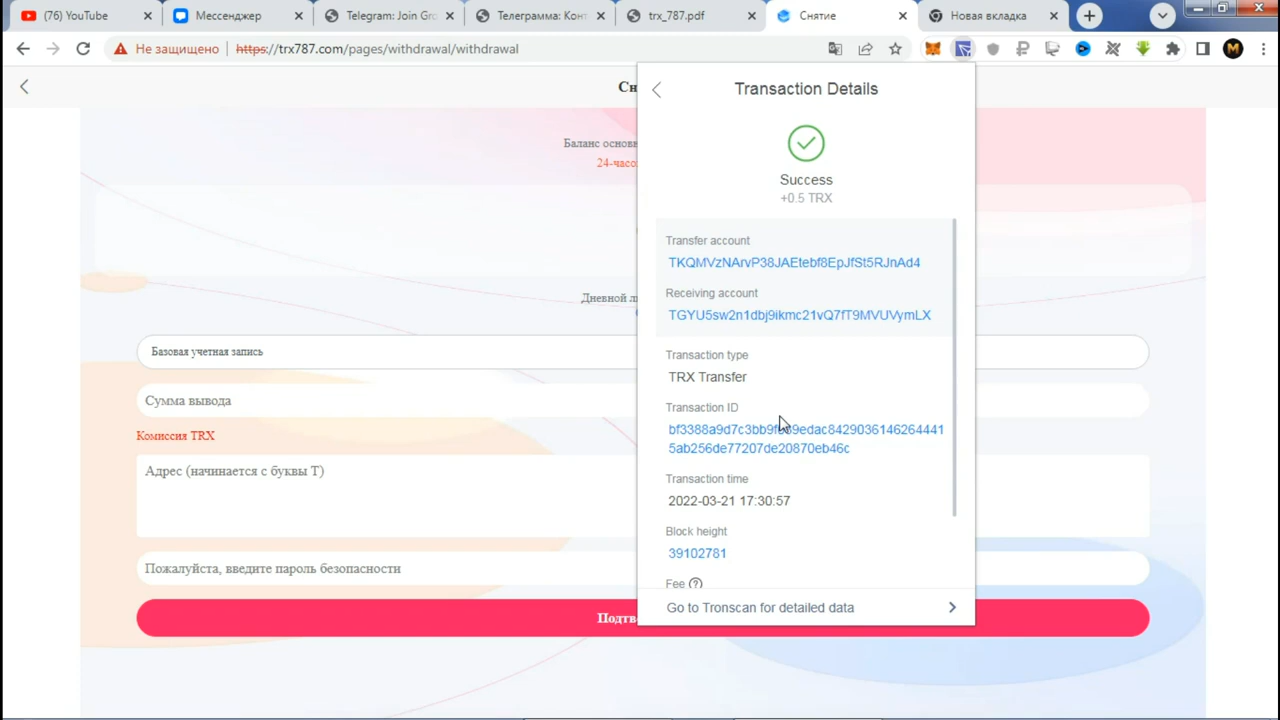 (76) YouTube
Мессенджер
Telegram: Join Gro
Телеграмма: Конт
trx_787.pdf
Снятие
Новая вкладка
Не защищено
https://trx787.com/pages/withdrawal/withdrawal
M
Transaction Details
Success
+0.5 TRX
Баланс основ
24-часо
Transfer account
TKQMVzNArvP38JAEtebf8EpJfSt5RJnAd4
Receiving account
TGYU5sw2n1dbj9ikmc21vQ7fT9MVUVymLX
Дневной л
Базовая учетная запись
Transaction type
TRX Transfer
Сумма вывода
Transaction ID
5ab256de77207de20870eb46c
Комиссия TRX
Адрес (начинается с буквы T)
Transaction time
2022-03-21 17:30:57
Block height
39102781
Пожалуйста, введите пароль безопасности
Fee
Go to Tronscan for detailed data
Подтв